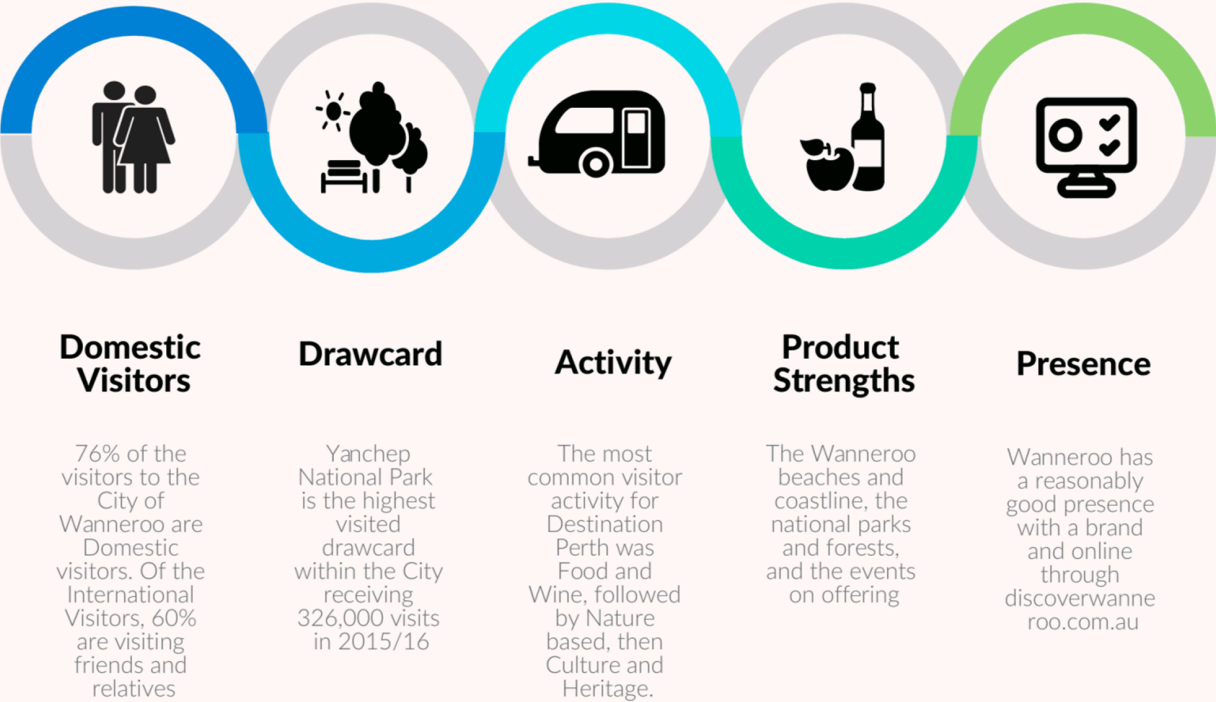 Domestic
Visitors
76% of the
visitors to the
City of
Wanneroo are
Domestic
visitors. Of the
International
Visitors, 60%
are visiting
friends and
relatives
Drawcard
Yanchep
National Park
is the highest
visited
drawcard
within the City
receiving
326,000 visits
in 2015/16
Activity
The most
common visitor
activity for
Destination
Perth was
Food and
Wine, followed
by Nature
based, then
Culture and
Heritage.
Product
Strengths
The Wanneroo
beaches and
coastline, the
national parks
and forests,
and the events
on offering
Presence
Wanneroo has
a reasonably
good presence
with a brand
and online
through
discoverwanne
roo.com.au